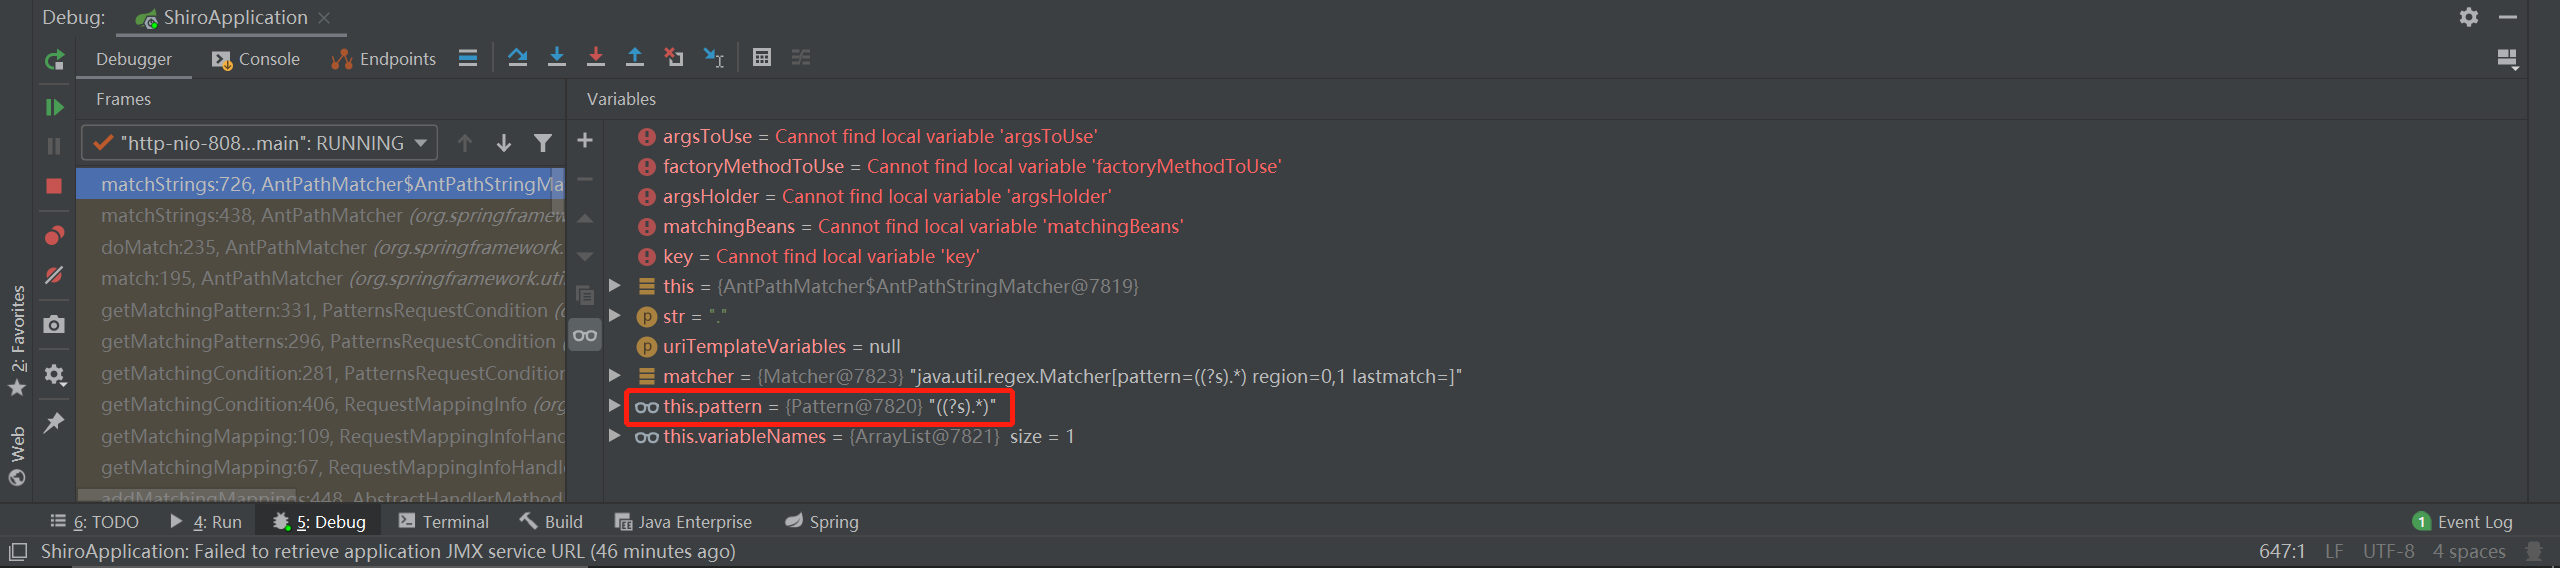 Debug: ShiroApplication
Debugger Console Endpoints
Frames Variables
"http-nio-808...main": RUNNING
matchStrings:726, AntPathMatcher$AntPathStringMa
matchStrings:438, AntPathMatcher (org.springframew
doMatch:235, AntPathMatcher (org.springframework.
match:195, AntPathMatcher (org.springframework.uti
getMatchingPattern:331, PatternsRequestCondition (
getMatchingPatterns:296, PatternsRequestCondition (
getMatchingCondition:281, PatternsRequestCondition
getMatchingCondition:406, RequestMappingInfo (org
getMatchingMapping:109, RequestMappingInfoHand
getMatchingMapping:67, RequestMappingInfoHandl
addMatchingMappings:448, AbstractHandlerMethod
argsToUse = Cannot find local variable 'argsToUse'
factoryMethodToUse = Cannot find local variable 'factoryMethodToUse'
argsHolder = Cannot find local variable 'argsHolder'
matchingBeans = Cannot find local variable 'matchingBeans'
key = Cannot find local variable 'key'
this = {AntPathMatcher$AntPathStringMatcher@7819}
str = "."
uriTemplateVariables = null
matcher = {Matcher@7823} "java.util.regex.Matcher[pattern=((?s).*) region=0,1 lastmatch=]"
this.pattern = {Pattern@7820} "((?s).*)"
this.variableNames = {ArrayList@7821} size = 1
2: Favorites
Web
6: TODO 4: Run 5: Debug Terminal Build Java Enterprise Spring 1 Event Log
ShiroApplication: Failed to retrieve application JMX service URL (46 minutes ago) 647:1 LF UTF-8 4 spaces